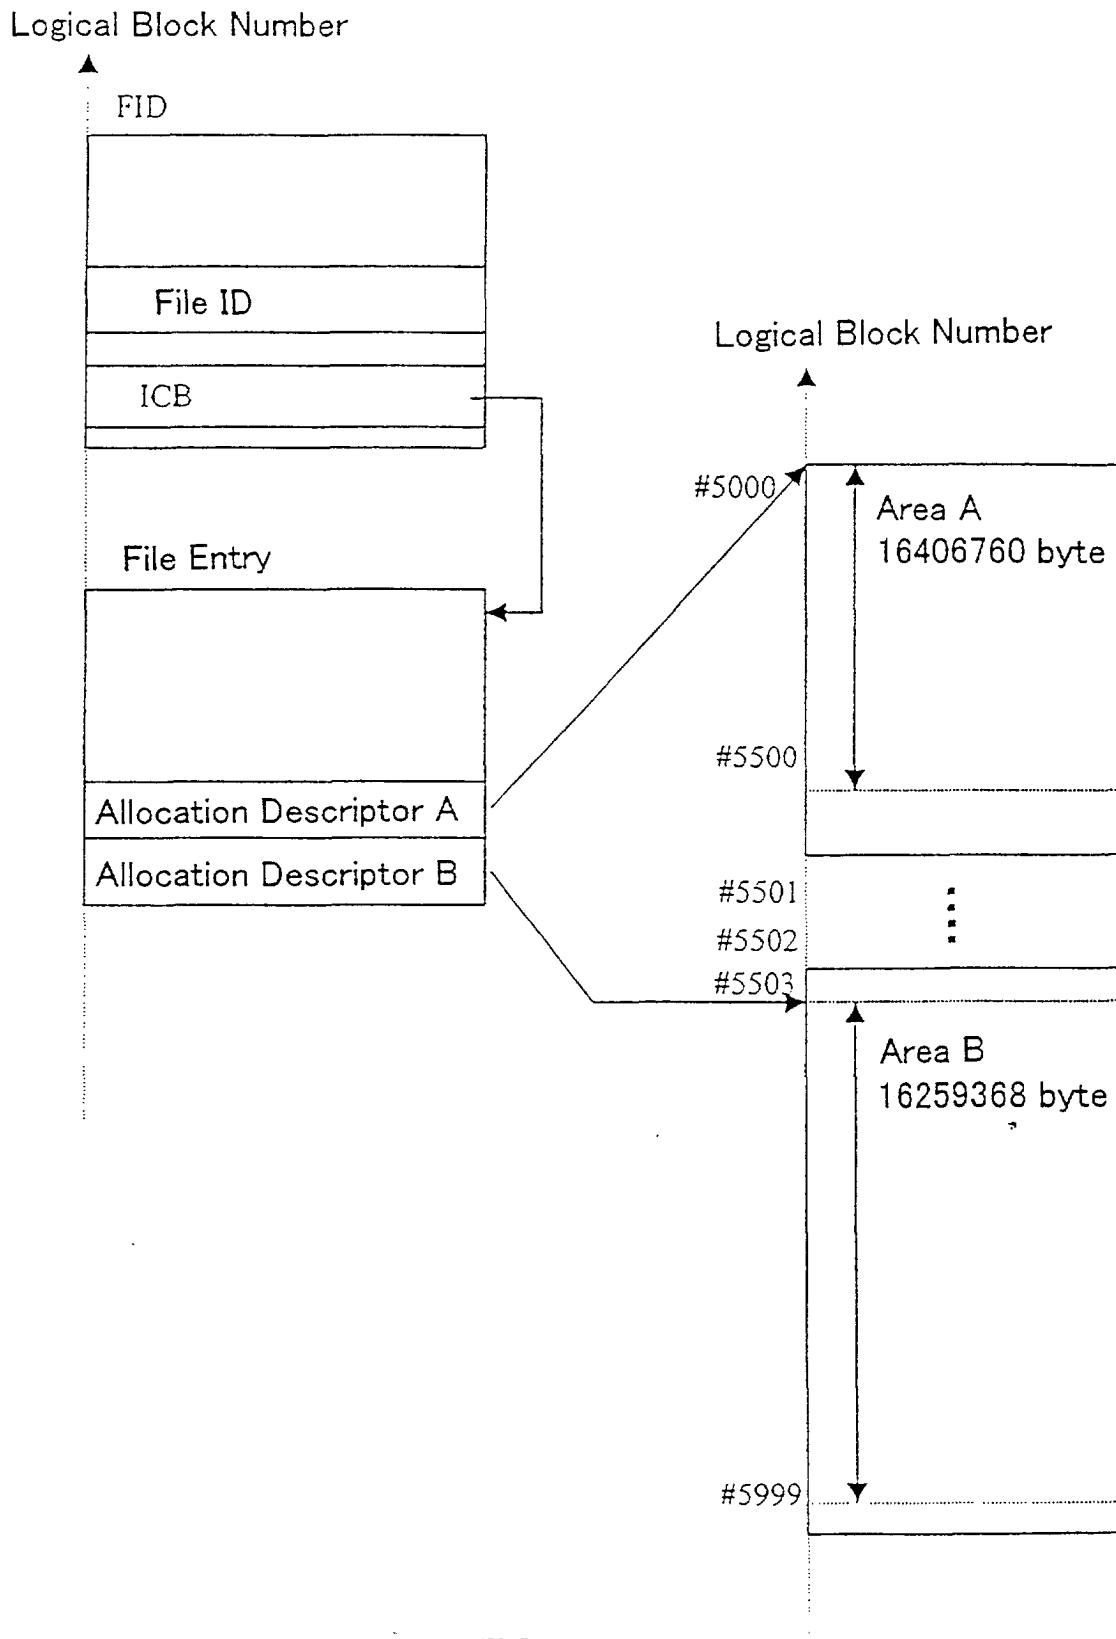 Logical Block Number
FID
File ID
ICB
File Entry
Allocation Descriptor A
Allocation Descriptor B
Logical Block Number
#5000
Area A
16406760 byte
#5500
#5501
#5502
#5503
Area B
16259368 byte
#5999